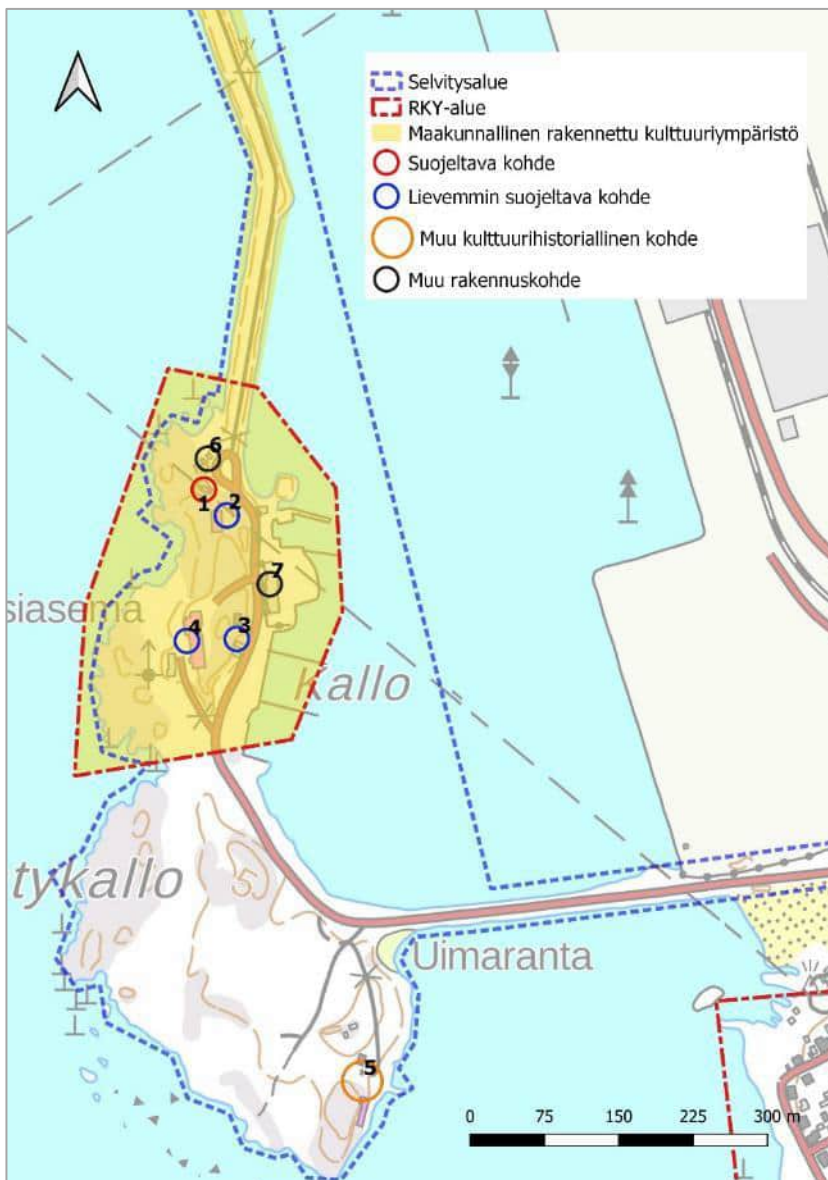 Selvitysalue
RKY-alue
Maakunnallinen rakennettu kulttuuriympäristö
Suojeltava kohde
Lievemmin suojeltava kohde
Muu kulttuurihistoriallinen kohde
Muu rakennuskohde
6
1
2
7
siasema
4
3
Kallo
tykallo
5
Uimaranta
5
0 75 150 225 300 m